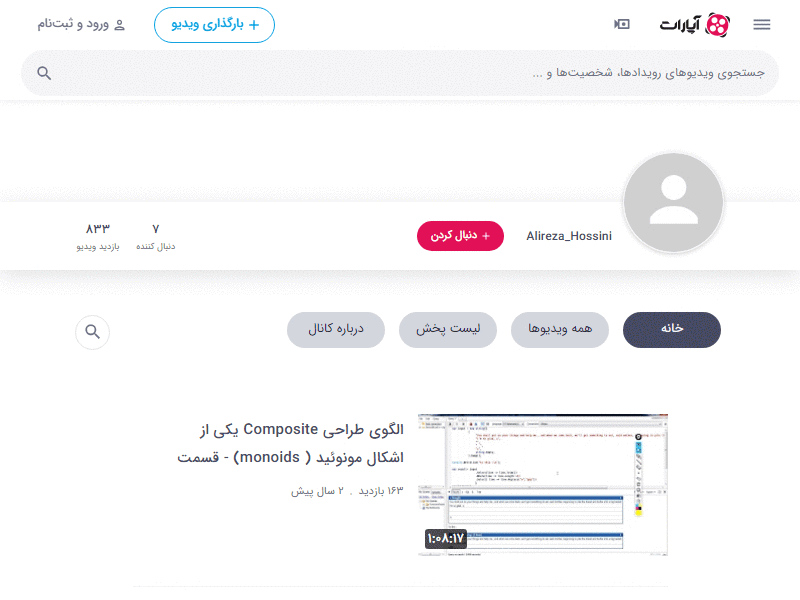 آپارات
بارگذاری ویدیو
ورود و ثبت‌نام
جستجوی ویدیوهای رویدادها، شخصیت‌ها و ...
Alireza_Hossini
+ دنبال کردن
۷
دنبال کننده
۸۳۳
بازدید ویدیو
خانه
همه ویدیوها
لیست پخش
درباره کانال
الگوی طراحی Composite یکی از
اشکال مونوئید ( monoids) - قسمت
۱۶۳ بازدید . ۲ سال پیش
۱:۰۸:۱۷